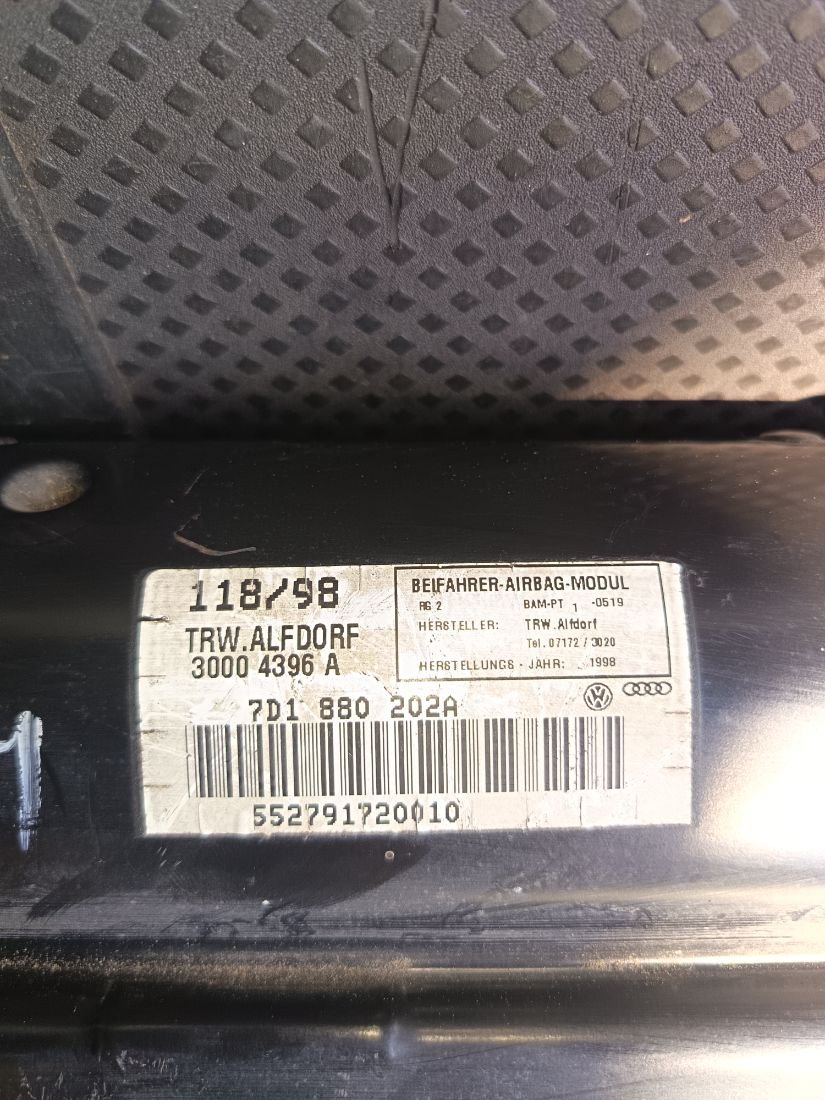 118/98
TRW.ALFDORF
3000 4396 A
BEIFAHRER-AIRBAG-MODUL
RG 2 BAM-PT 1 -0519
HERSTELLER: TRW.Alfdorf
Tel. 07172 / 3020
HERSTELLUNGS - JAHR: 1998
7D1 880 202A
552791720010
1